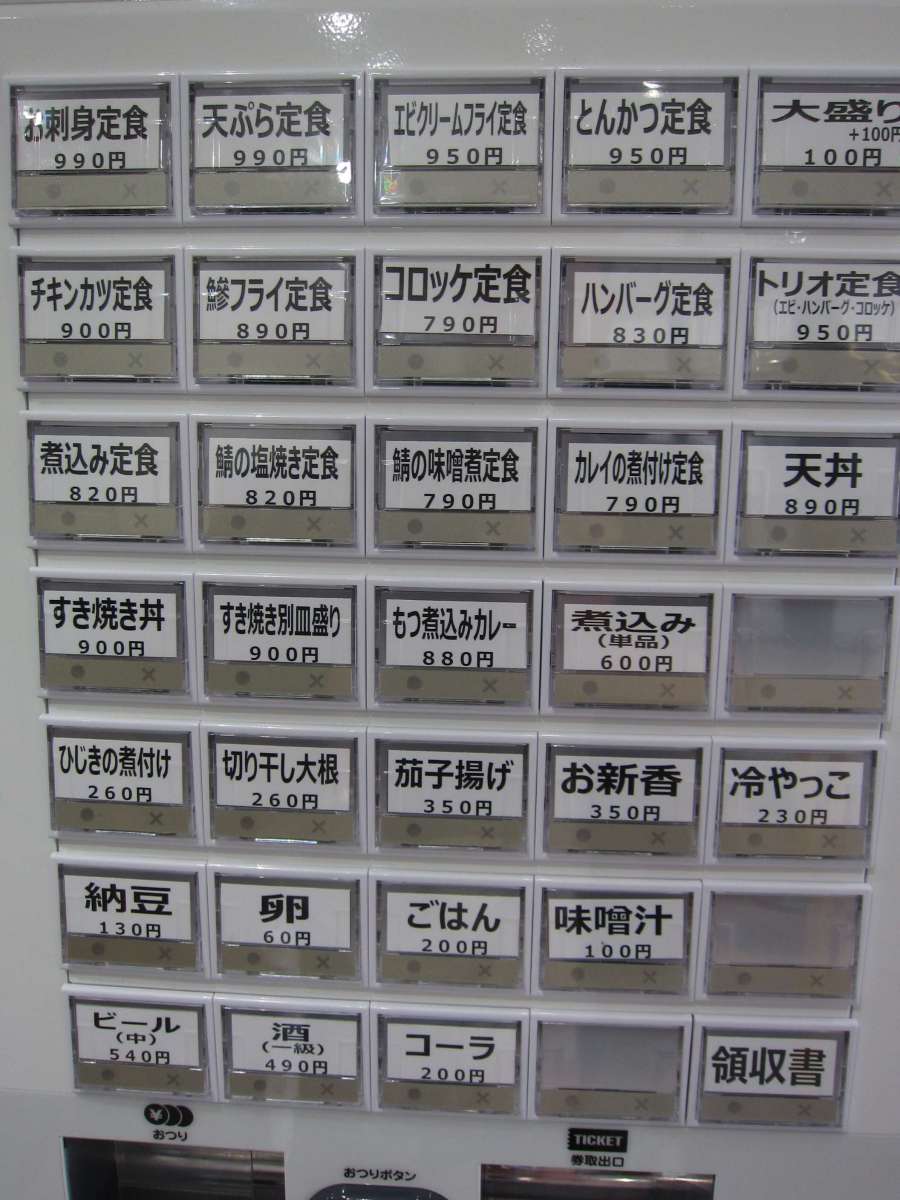 お刺身定食
990円
天ぷら定食
990円
エビクリームフライ定食
950円
とんかつ定食
950円
大盛り
+100円
100円
チキンカツ定食
900円
鯵フライ定食
890円
コロッケ定食
790円
ハンバーグ定食
830円
トリオ定食
(エビ・ハンバーグ・コロッケ)
950円
煮込み定食
820円
鯖の塩焼き定食
820円
鯖の味噌煮定食
790円
カレイの煮付け定食
790円
天丼
890円
すき焼き丼
900円
すき焼き別皿盛り
900円
もつ煮込みカレー
880円
煮込み
(単品)
600円
ひじきの煮付け
260円
切り干し大根
260円
茄子揚げ
350円
お新香
350円
冷やっこ
230円
納豆
130円
卵
60円
ごはん
200円
味噌汁
100円
ビール
(中)
540円
酒
(一級)
490円
コーラ
200円
領収書
¥
おつり
おつりボタン
TICKET
券取出口